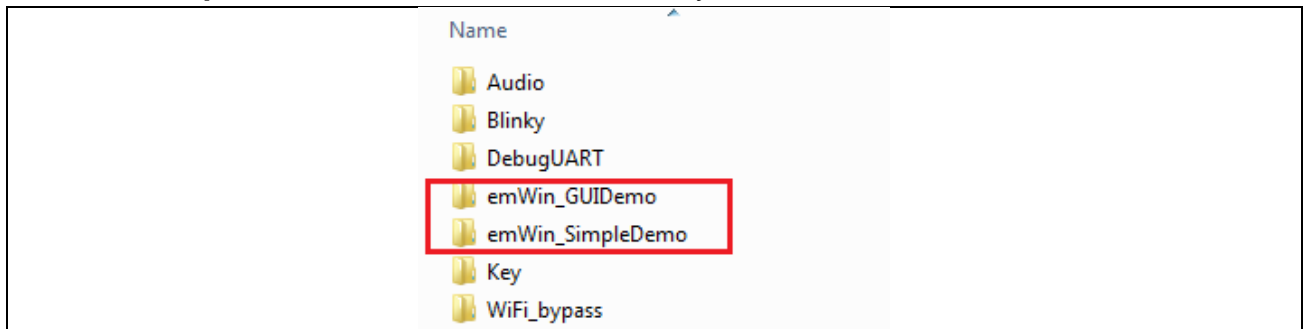 Name
Audio
Blinky
DebugUART
emWin_GUIDemo
emWin_SimpleDemo
Key
WiFi_bypass